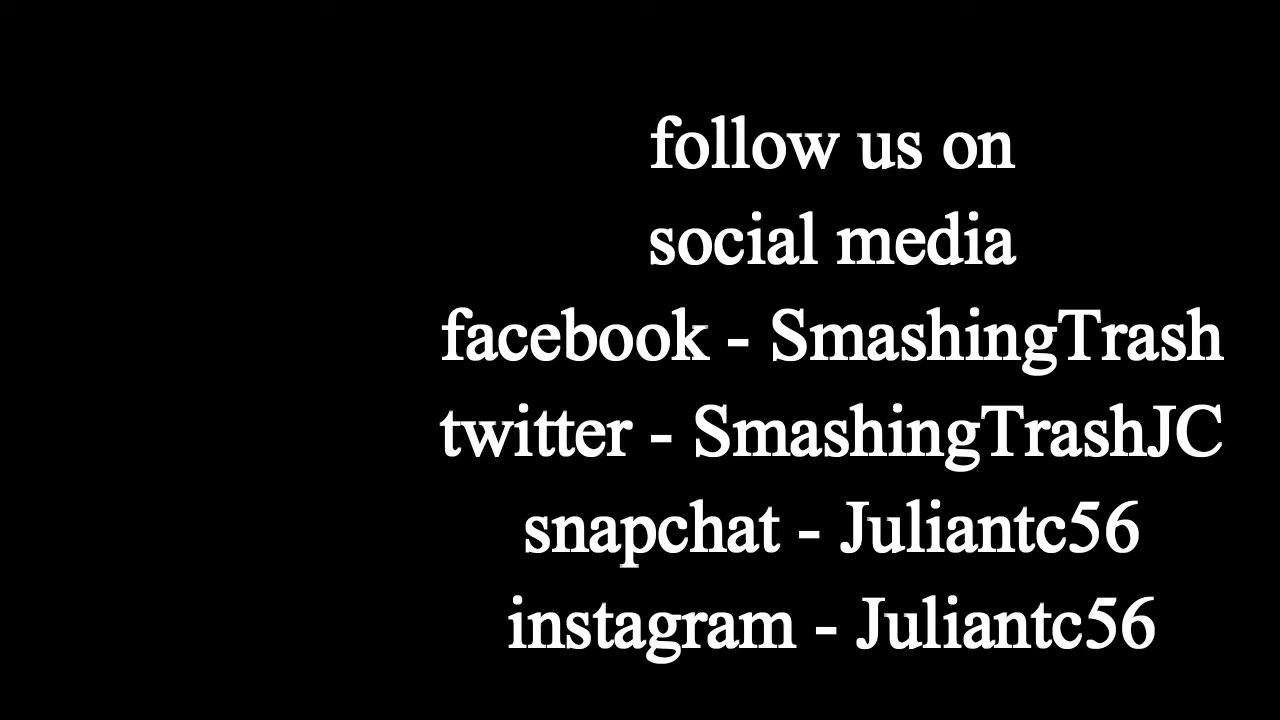 follow us on
social media
facebook - SmashingTrash
twitter - SmashingTrashJC
snapchat - Juliantc56
instagram - Juliantc56